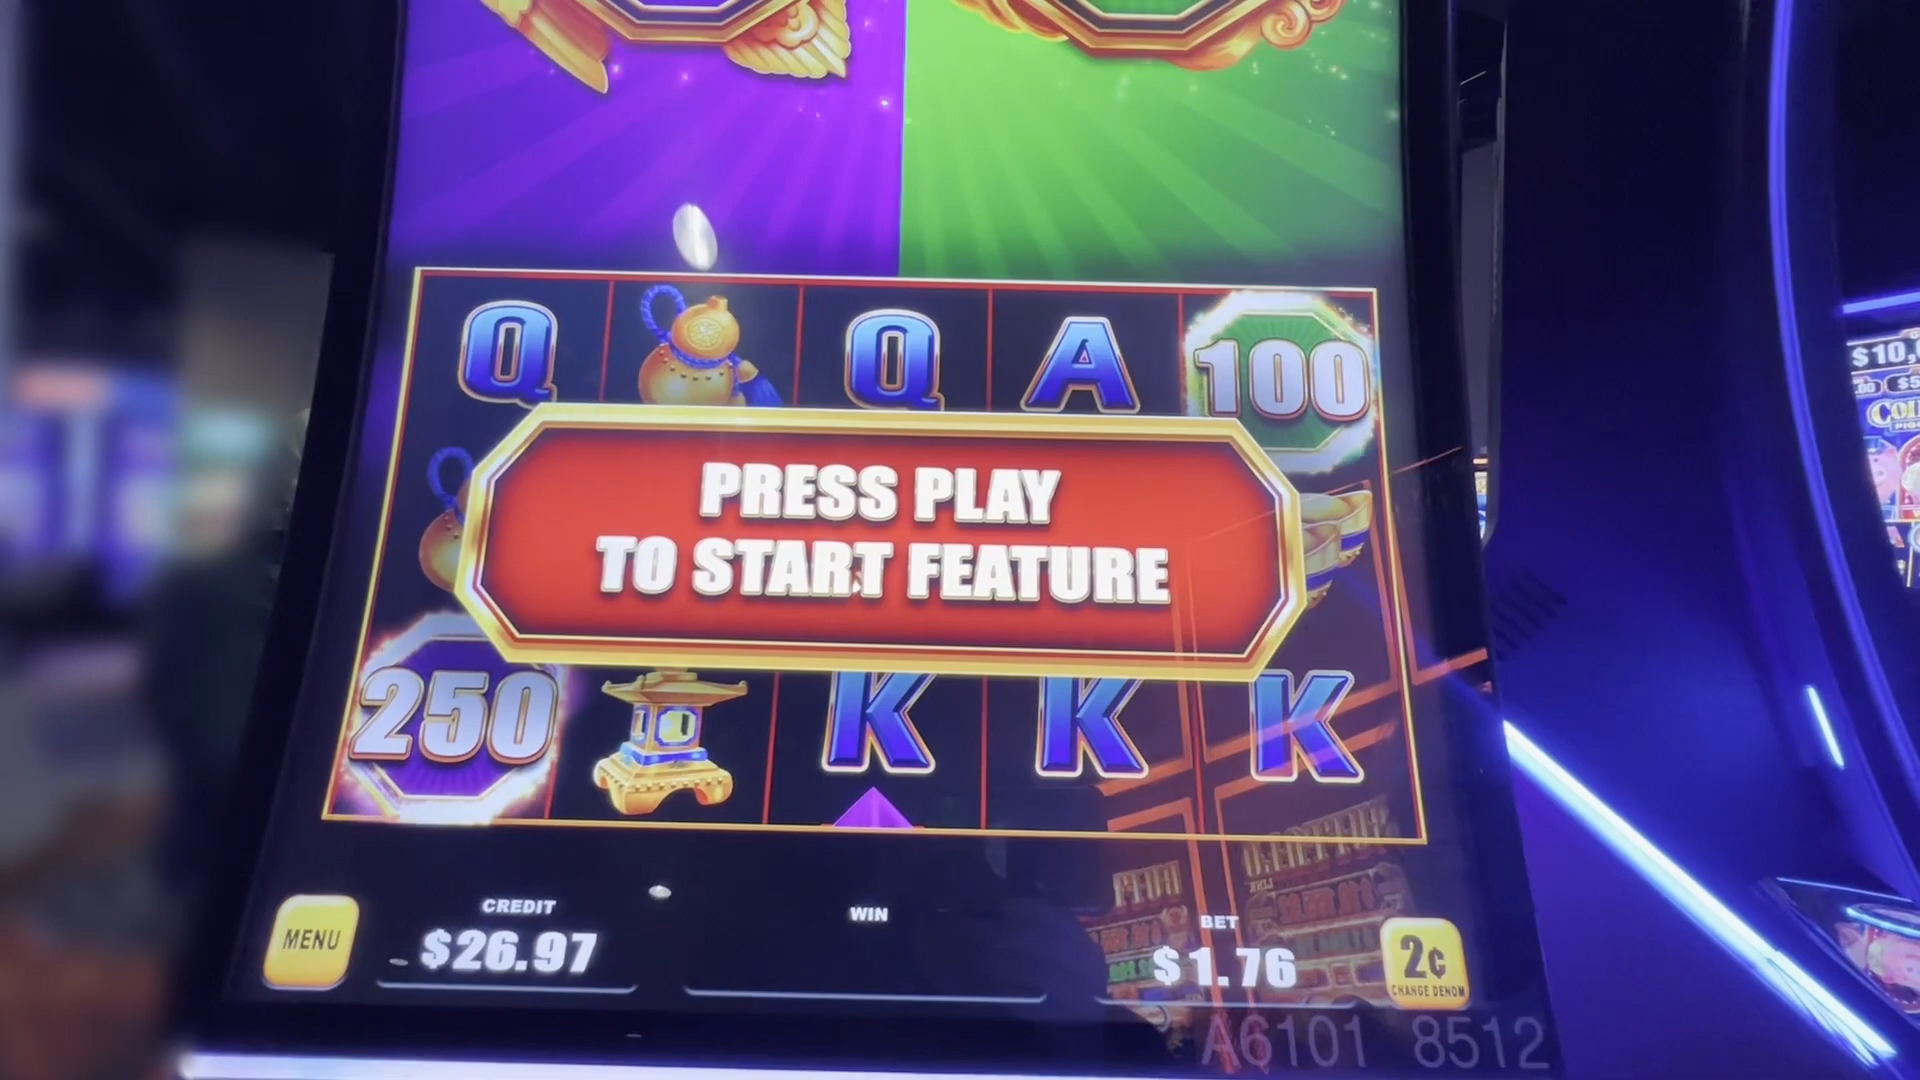 Q
Q
A
100
PRESS PLAY
TO START FEATURE
250
K
K
K
MENU
CREDIT
$26.97
WIN
BET
$1.76
2¢
CHANGE DENOM
A6101 8512
$10,